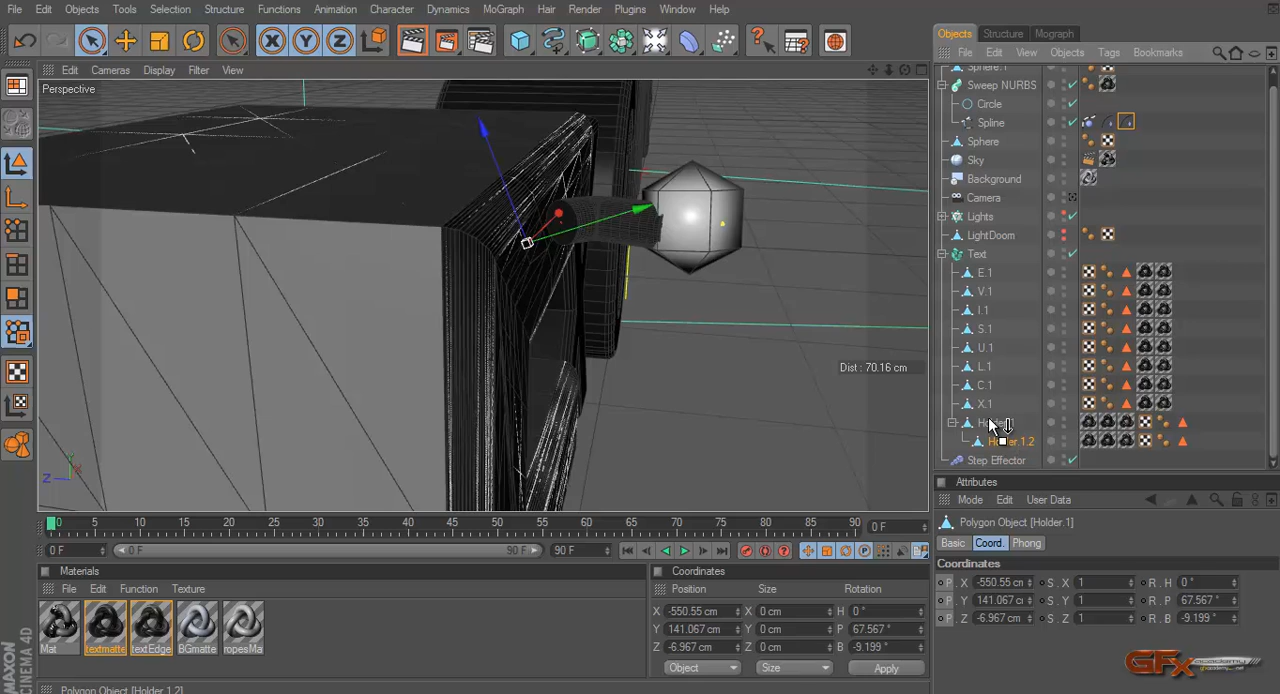 File Edit Objects Tools Selection Structure Functions Animation Character Dynamics MoGraph Hair Render Plugins Window Help
Objects Structure Mograph
File Edit View Objects Tags Bookmarks
Edit Cameras Display Filter View
Perspective
Sphere.1
Sweep NURBS
Circle
Spline
Sphere
Sky
Background
Camera
Lights
LightDoom
Text
E.1
V.1
I.1
S.1
U.1
L.1
C.1
X.1
Holder.1.2
Step Effector
Dist : 70.16 cm
Attributes
Mode Edit User Data
Polygon Object [Holder.1]
Basic Coord. Phong
Coordinates
P . X -550.55 cm S . X 1 R . H 0 °
P . Y 141.067 cı S . Y 1 R . P 67.567 °
P . Z -6.967 cm S . Z 1 R . B -9.199 °
0 5 10 15 20 25 30 35 40 45 50 55 60 65 70 75 80 85 90 0 F
0 F 0 F 90 F 90 F
Materials
File Edit Function Texture
Mat textmatte textEdge BGmatte ropesMa
Coordinates
Position Size Rotation
X -550.55 cm X 0 cm H 0 °
Y 141.067 cm Y 0 cm P 67.567 °
Z -6.967 cm Z 0 cm B -9.199 °
Object Size Apply
MAXON
CINEMA 4D
Polygon Object [Holder.1.2]
GFx academy